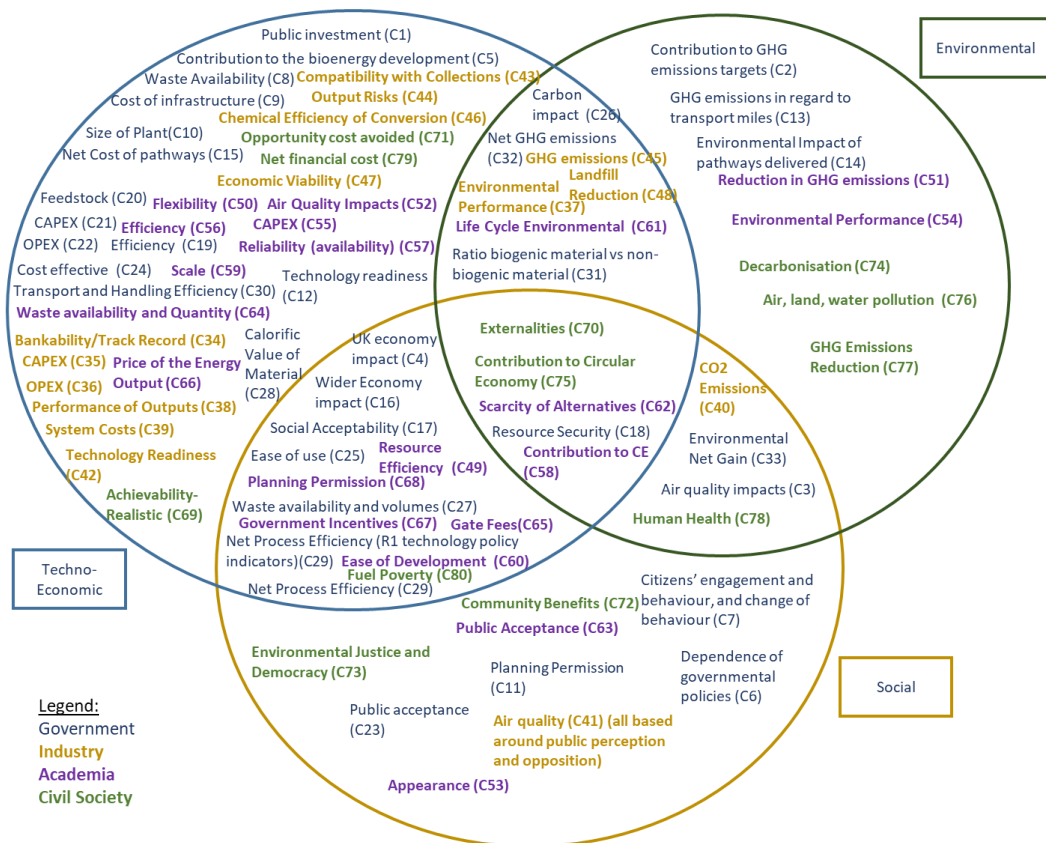 Public investment (C1)
Contribution to the bioenergy development (C5)
Waste Availability (C8)
Compatibility with Collections (C43)
Cost of infrastructure (C9)
Output Risks (C44)
Chemical Efficiency of Conversion (C46)
Size of Plant(C10)
Opportunity cost avoided (C71)
Net Cost of pathways (C15)
Net financial cost (C79)
Economic Viability (C47)
Feedstock (C20)
Flexibility (C50)
Air Quality Impacts (C52)
CAPEX (C21)
Efficiency (C56)
CAPEX (C55)
OPEX (C22)
Efficiency (C19)
Reliability (availability) (C57)
Cost effective (C24)
Scale (C59)
Technology readiness
(C12)
Transport and Handling Efficiency (C30)
Waste availability and Quantity (C64)
Bankability/Track Record (C34)
CAPEX (C35)
Price of the Energy
Output (C66)
OPEX (C36)
Performance of Outputs (C38)
System Costs (C39)
Technology Readiness
(C42)
Achievability-
Realistic (C69)
Calorific
Value of
Material
(C28)
Carbon
impact (C26)
Net GHG emissions
(C32)
GHG emissions (C45)
Landfill
Reduction (C48)
Environmental
Performance (C37)
Life Cycle Environmental (C61)
Ratio biogenic material vs non-
biogenic material (C31)
Environmental
Contribution to GHG
emissions targets (C2)
GHG emissions in regard to
transport miles (C13)
Environmental Impact of
pathways delivered (C14)
Reduction in GHG emissions (C51)
Environmental Performance (C54)
Decarbonisation (C74)
Air, land, water pollution (C76)
GHG Emissions
Reduction (C77)
Externalities (C70)
Contribution to Circular
Economy (C75)
Scarcity of Alternatives (C62)
Resource Security (C18)
Contribution to CE
(C58)
CO2
Emissions
(C40)
Environmental
Net Gain (C33)
Air quality impacts (C3)
Human Health (C78)
UK economy
impact (C4)
Wider Economy
impact (C16)
Social Acceptability (C17)
Ease of use (C25)
Resource
Efficiency (C49)
Planning Permission (C68)
Waste availability and volumes (C27)
Government Incentives (C67)
Gate Fees(C65)
Net Process Efficiency (R1 technology policy
indicators)(C29)
Ease of Development (C60)
Fuel Poverty (C80)
Net Process Efficiency (C29)
Techno-
Economic
Community Benefits (C72)
Public Acceptance (C63)
Citizens' engagement and
behaviour, and change of
behaviour (C7)
Environmental Justice and
Democracy (C73)
Planning Permission
(C11)
Dependence of
governmental
policies (C6)
Social
Public acceptance
(C23)
Air quality (C41) (all based
around public perception
and opposition)
Appearance (C53)
Legend:
Government
Industry
Academia
Civil Society